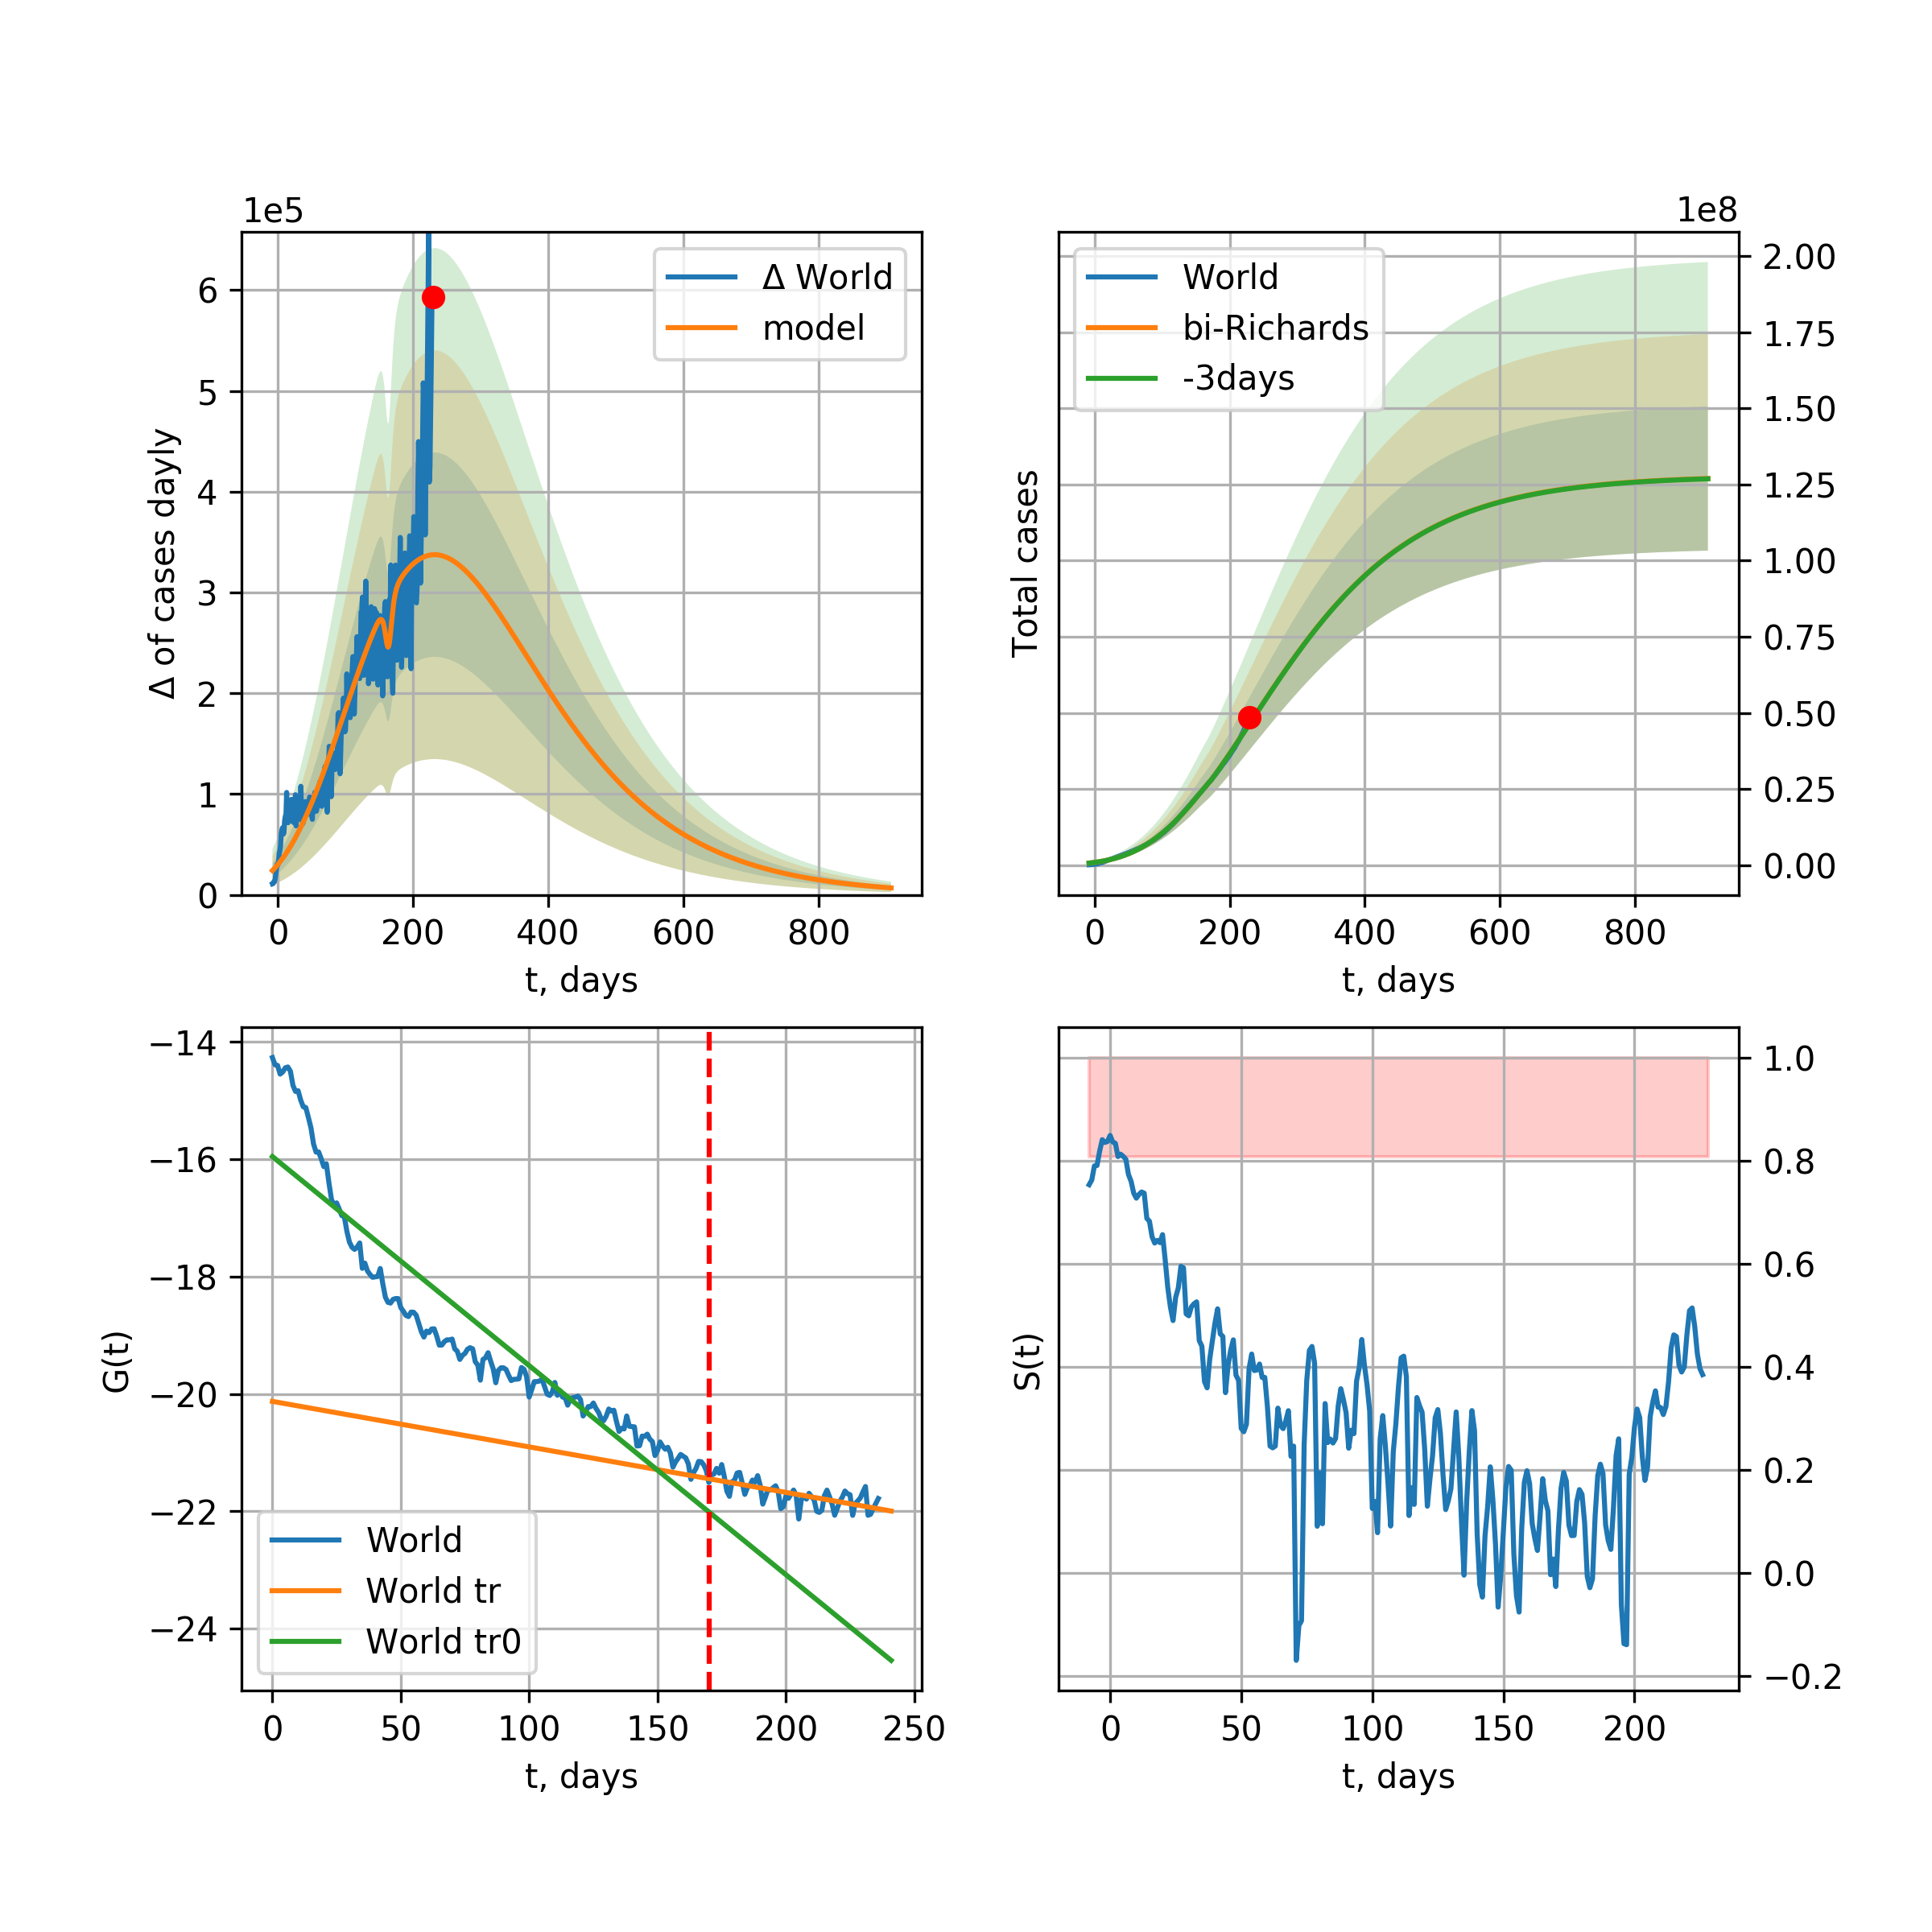 1e5
Δ of cases dayly
6
5
4
3
2
1
0
0 200 400 600 800
t, days
Δ World
model
1e8
Total cases
2.00
1.75
1.50
1.25
1.00
0.75
0.50
0.25
0.00
0 200 400 600 800
t, days
World
bi-Richards
-3days
G(t)
−14
−16
−18
−20
−22
−24
0 50 100 150 200 250
t, days
World
World tr
World tr0
S(t)
1.0
0.8
0.6
0.4
0.2
0.0
−0.2
0 50 100 150 200
t, days